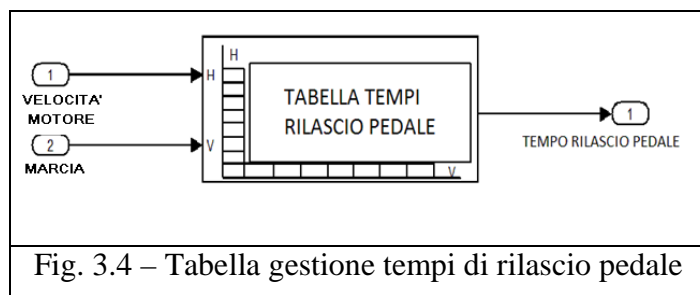 H
1
H
VELOCITA'
MOTORE
TABELLA TEMPI
RILASCIO PEDALE
1
TEMPO RILASCIO PEDALE
2
V
MARCIA
V
Fig. 3.4 – Tabella gestione tempi di rilascio pedale